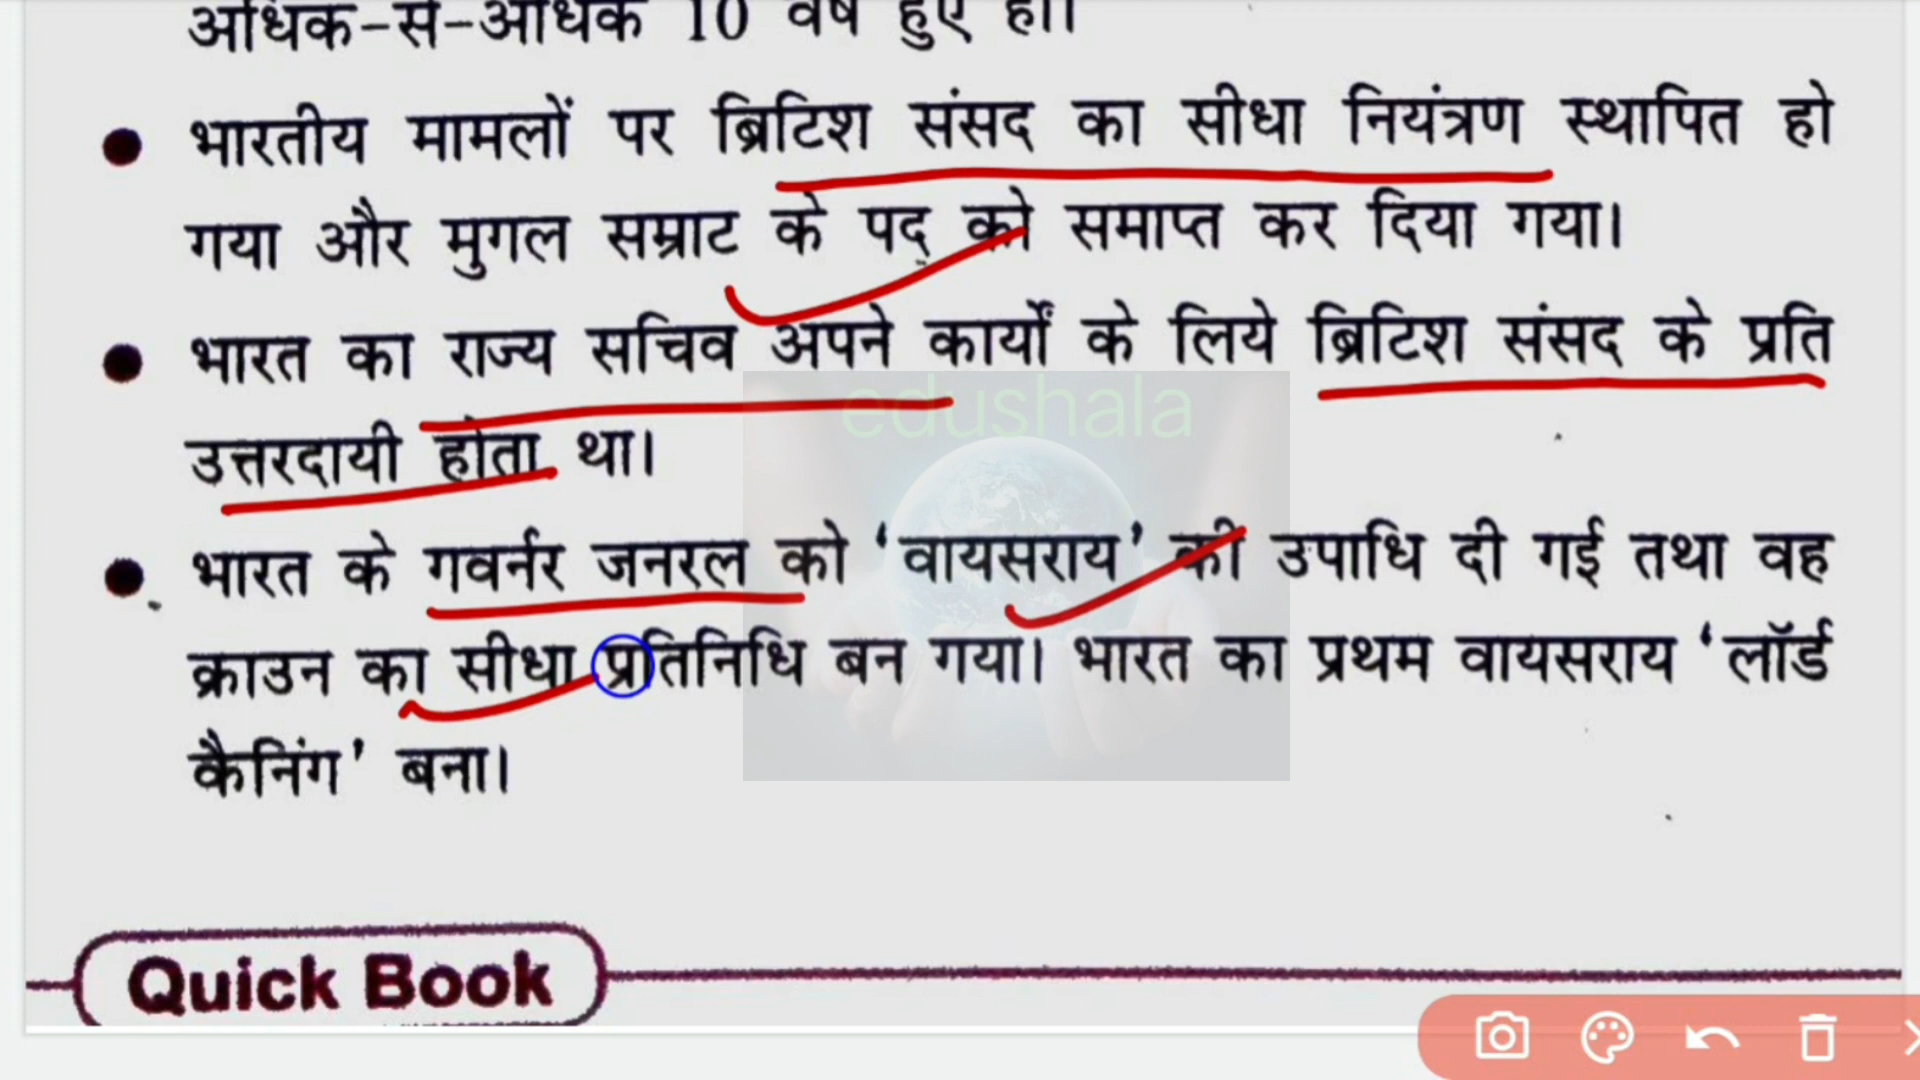 अधिक-से-अधिक 10 वर्ष हुए हों।
● भारतीय मामलों पर ब्रिटिश संसद का सीधा नियंत्रण स्थापित हो
गया और मुगल सम्राट के पद को समाप्त कर दिया गया।
● भारत का राज्य सचिव अपने कार्यों के लिये ब्रिटिश संसद के प्रति
edushala
उत्तरदायी होता था।
● भारत के गवर्नर जनरल को ‘वायसराय’ की उपाधि दी गई तथा वह
क्राउन का सीधा प्रतिनिधि बन गया। भारत का प्रथम वायसराय ‘लॉर्ड
कैनिंग’ बना।
Quick Book